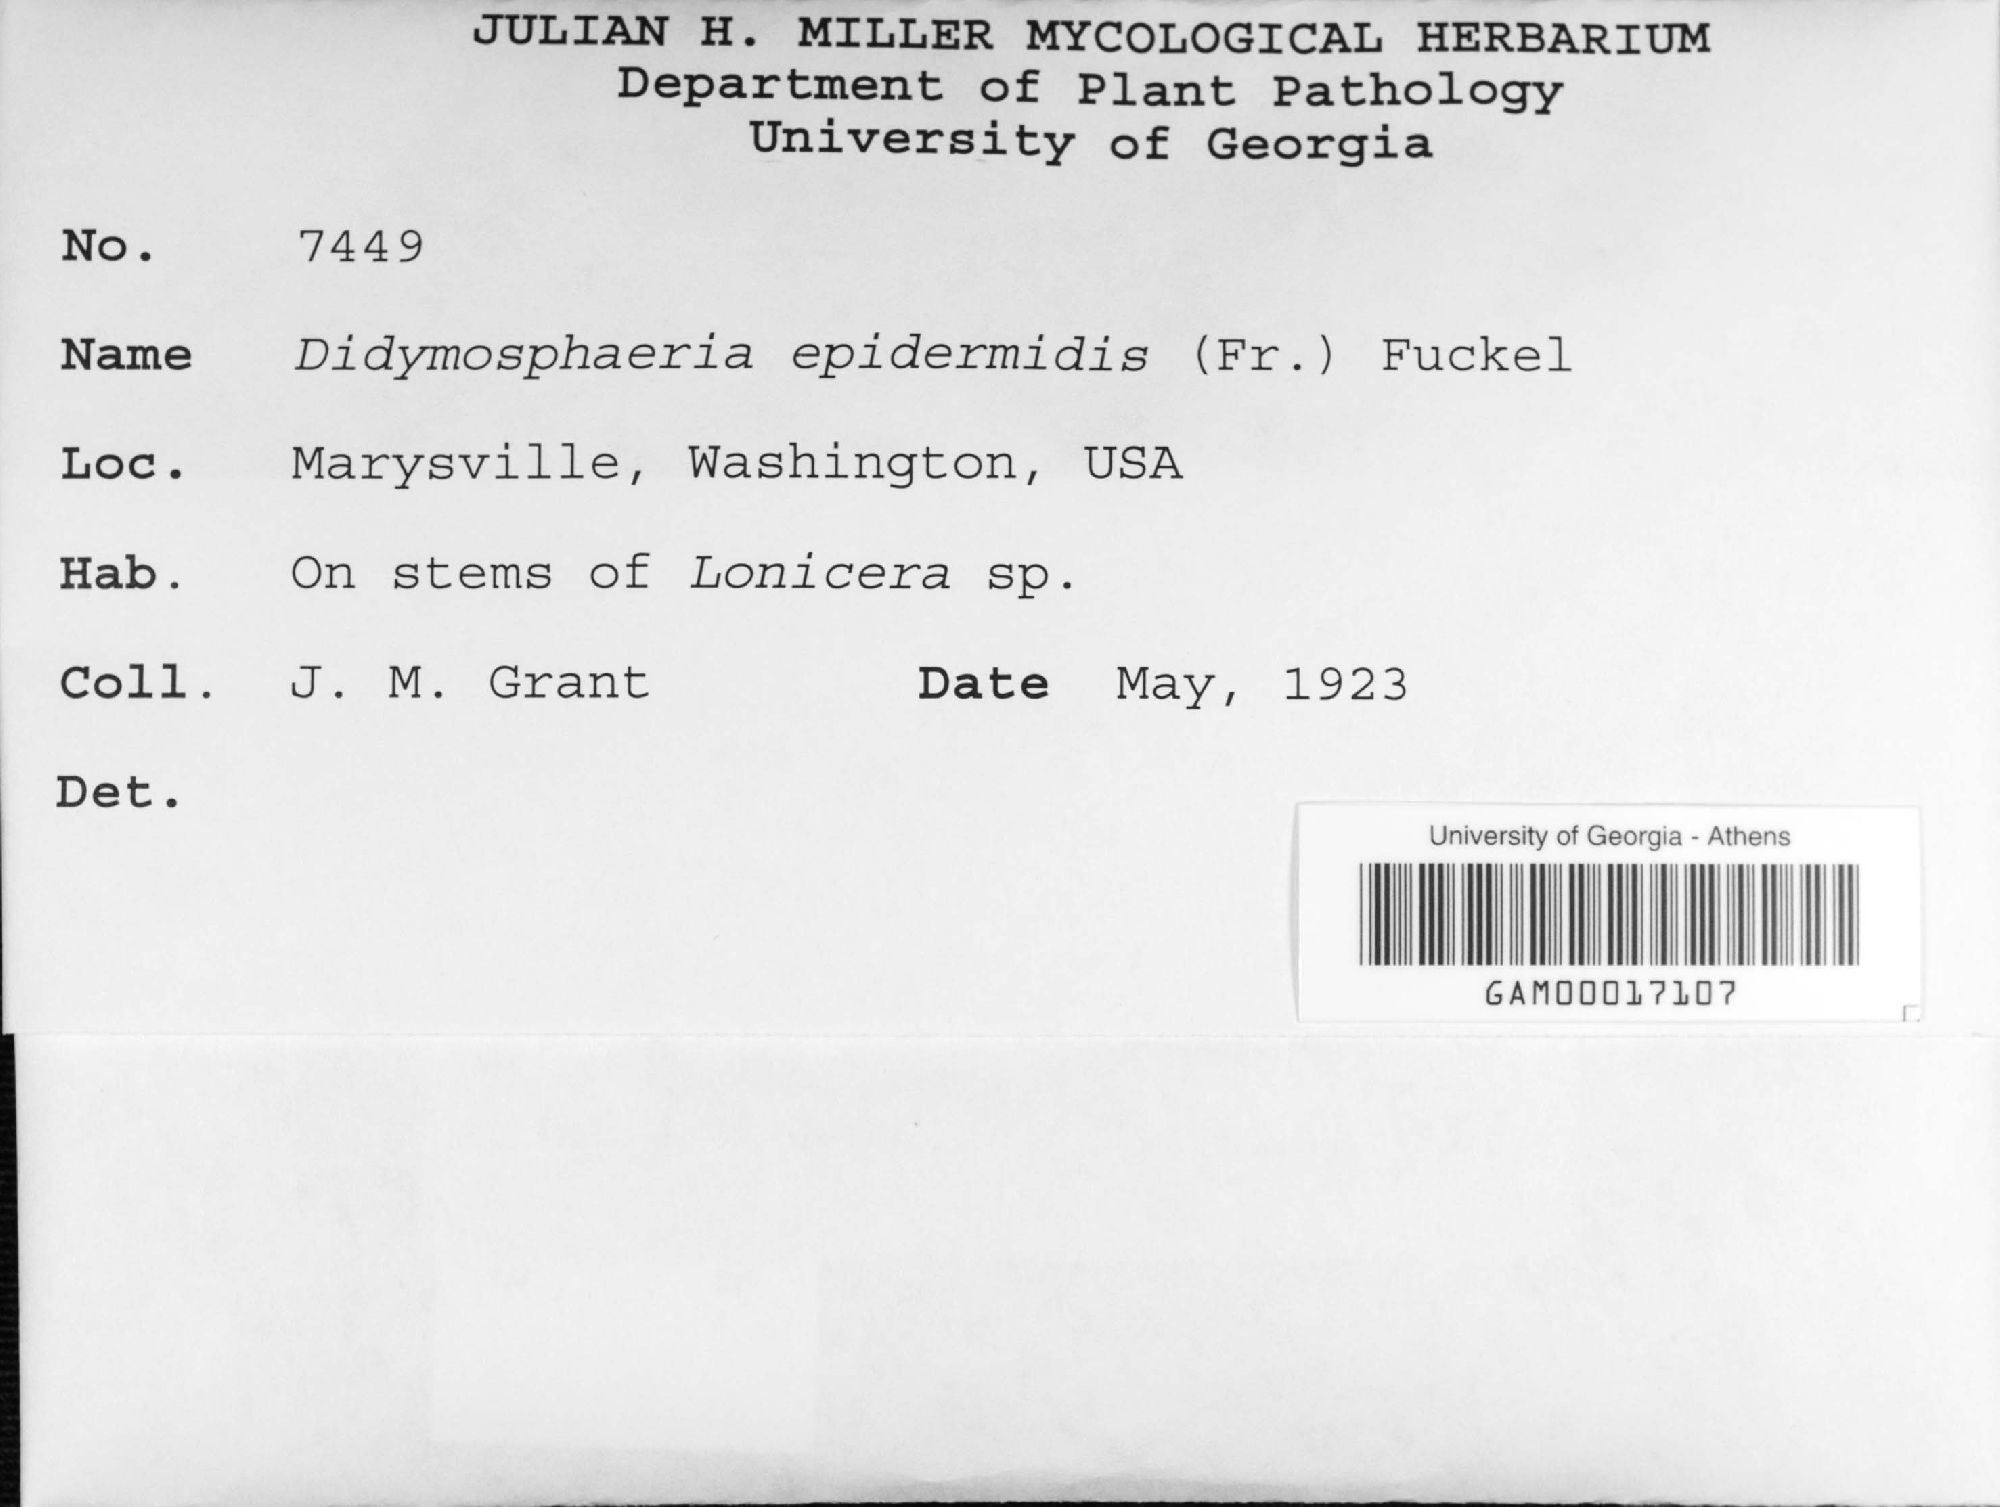 JULIAN H. MILLER MYCOLOGICAL HERBARIUM
Department of Plant Pathology
University of Georgia
No. 7449
Name Didymosphaeria epidermidis (Fr.) Fuckel
Loc. Marysville, Washington, USA
Hab. On stems of Lonicera sp.
Coll. J. M. Grant Date May, 1923
Det.
University of Georgia - Athens
GAM00017107